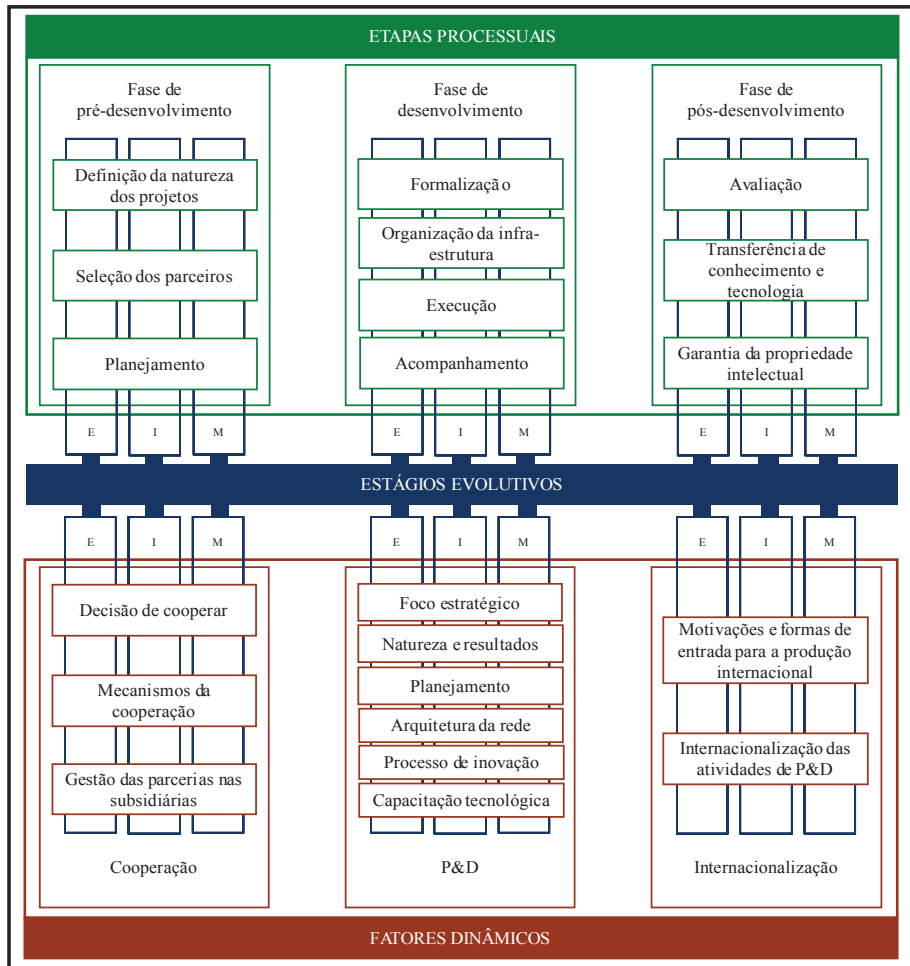 ETAPAS PROCESSUAIS
Fase de
pré-desenvolvimento
Definição da natureza
dos projetos
Seleção dos parceiros
Planejamento
E I M
Fase de
desenvolvimento
Formalização
Organização da infra-
estrutura
Execução
Acompanhamento
E I M
Fase de
pós-desenvolvimento
Avaliação
Transferência de
conhecimento e
tecnologia
Garantia da propriedade
intelectual
E I M
ESTÁGIOS EVOLUTIVOS
E I M
Decisão de cooperar
Mecanismos da
cooperação
Gestão das parcerias nas
subsidiárias
Cooperação
E I M
Foco estratégico
Natureza e resultados
Planejamento
Arquitetura da rede
Processo de inovação
Capacitação tecnológica
P&D
E I M
Motivações e formas de
entrada para a produção
internacional
Internacionalização das
atividades de P&D
Internacionalização
FATORES DINÂMICOS